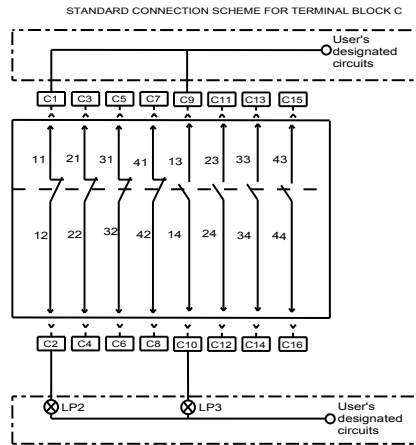 STANDARD CONNECTION SCHEME FOR TERMINAL BLOCK C
User's
designated
circuits
C1 C3 C5 C7 C9 C11 C13 C15
11 21 31 41 13 23 33 43
12 22 32 42 14 24 34 44
C2 C4 C6 C8 C10 C12 C14 C16
LP2 LP3
User's
designated
circuits